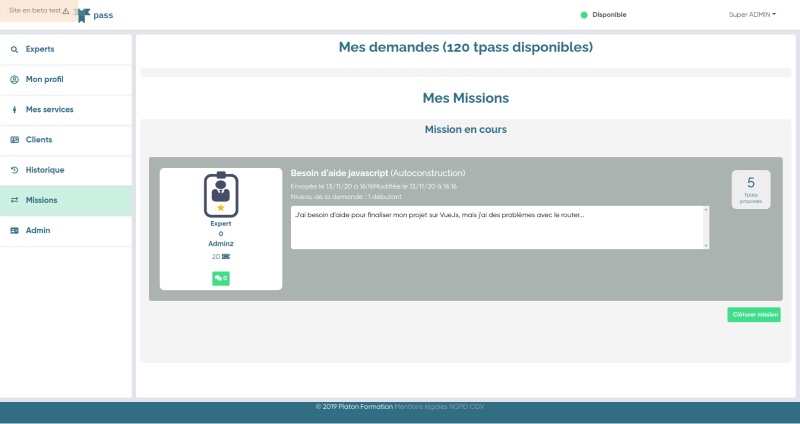 Site en beta test
pass
Disponible
Super ADMIN
Experts
Mon profil
Mes services
Clients
Historique
Missions
Admin
Mes demandes (120 tpass disponibles)
Mes Missions
Mission en cours
Expert
0
Admin2
20
0
Besoin d'aide javascript (Autoconstruction)
Envoyée le 13/11/20 à 16:16Modifiée le 13/11/20 à 16:16
Niveau de la demande : 1 débutant
J'ai besoin d'aide pour finaliser mon projet sur VueJs, mais j'ai des problèmes avec le router...
5
Tpass
proposés
Clôturer mission
© 2019 Platon Formation Mentions légales RGPD CGV